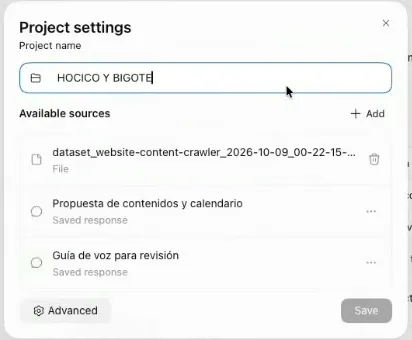 Project settings
Project name
HOCICO Y BIGOTE
Available sources
+ Add
dataset_website-content-crawler_2026-10-09_00-22-15-...
File
Propuesta de contenidos y calendario
Saved response
Guía de voz para revisión
Saved response
Advanced
Save